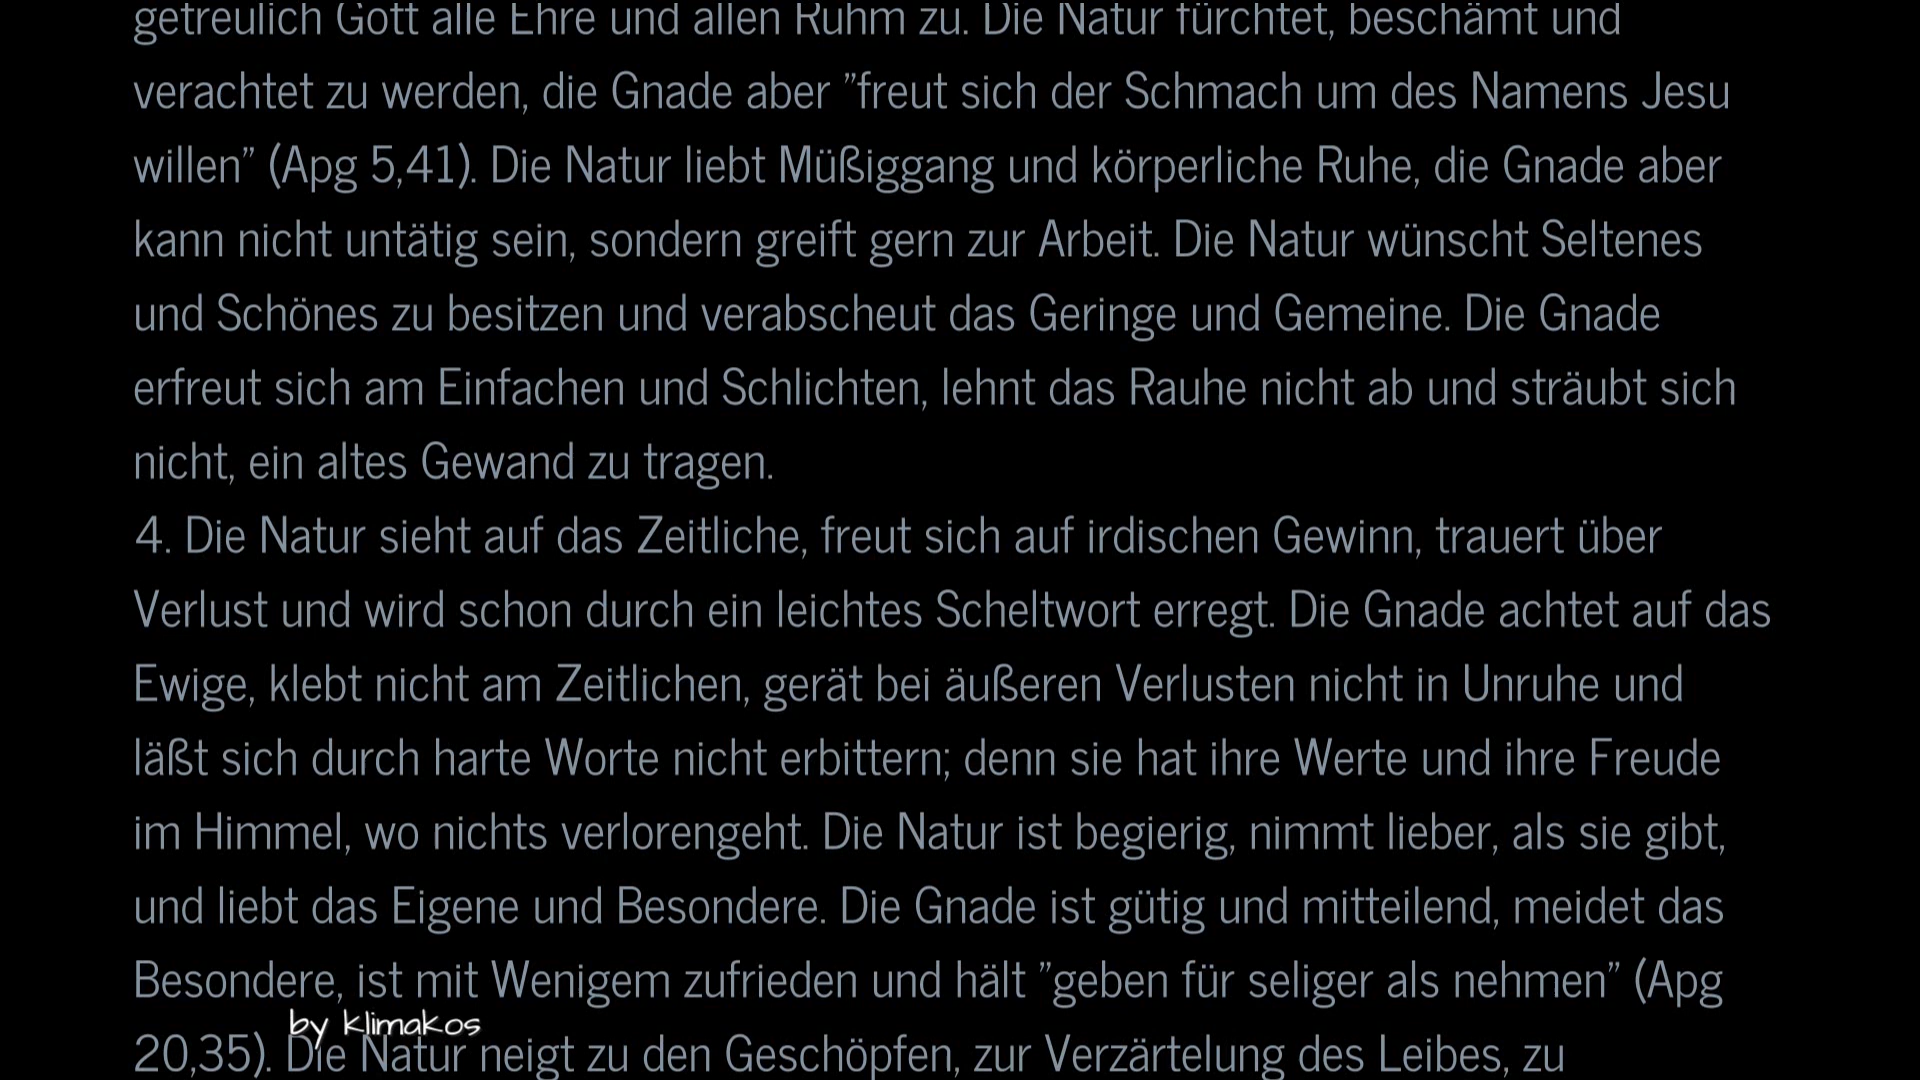 getreulich Gott alle Ehre und allen Ruhm zu. Die Natur fürchtet, beschämt und
verachtet zu werden, die Gnade aber ”freut sich der Schmach um des Namens Jesu
willen” (Apg 5,41). Die Natur liebt Müßiggang und körperliche Ruhe, die Gnade aber
kann nicht untätig sein, sondern greift gern zur Arbeit. Die Natur wünscht Seltenes
und Schönes zu besitzen und verabscheut das Geringe und Gemeine. Die Gnade
erfreut sich am Einfachen und Schlichten, lehnt das Rauhe nicht ab und sträubt sich
nicht, ein altes Gewand zu tragen.
4. Die Natur sieht auf das Zeitliche, freut sich auf irdischen Gewinn, trauert über
Verlust und wird schon durch ein leichtes Scheltwort erregt. Die Gnade achtet auf das
Ewige, klebt nicht am Zeitlichen, gerät bei äußeren Verlusten nicht in Unruhe und
läßt sich durch harte Worte nicht erbittern; denn sie hat ihre Werte und ihre Freude
im Himmel, wo nichts verlorengeht. Die Natur ist begierig, nimmt lieber, als sie gibt,
und liebt das Eigene und Besondere. Die Gnade ist gütig und mitteilend, meidet das
Besondere, ist mit Wenigem zufrieden und hält ”geben für seliger als nehmen” (Apg
by klimakos
20,35). Die Natur neigt zu den Geschöpfen, zur Verzärtelung des Leibes, zu